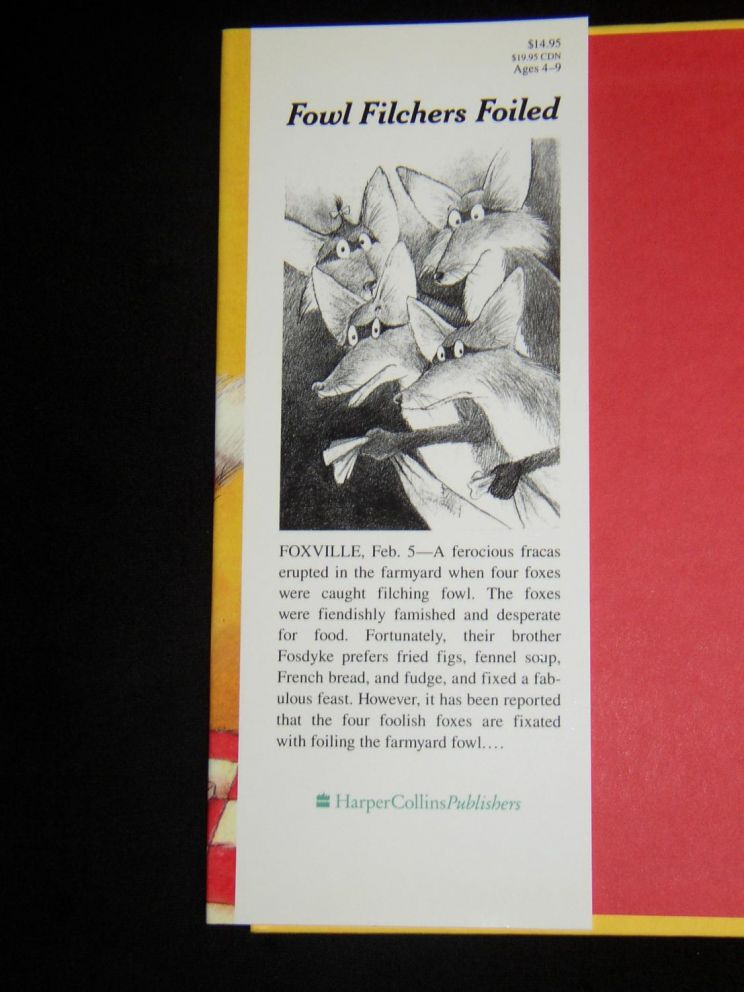 $14.95
$19.95 CDN
Ages 4–9
Fowl Filchers Foiled
FOXVILLE, Feb. 5—A ferocious fracas
erupted in the farmyard when four foxes
were caught filching fowl. The foxes
were fiendishly famished and desperate
for food. Fortunately, their brother
Fosdyke prefers fried figs, fennel soup,
French bread, and fudge, and fixed a fab-
ulous feast. However, it has been reported
that the four foolish foxes are fixated
with foiling the farmyard fowl....
HarperCollinsPublishers